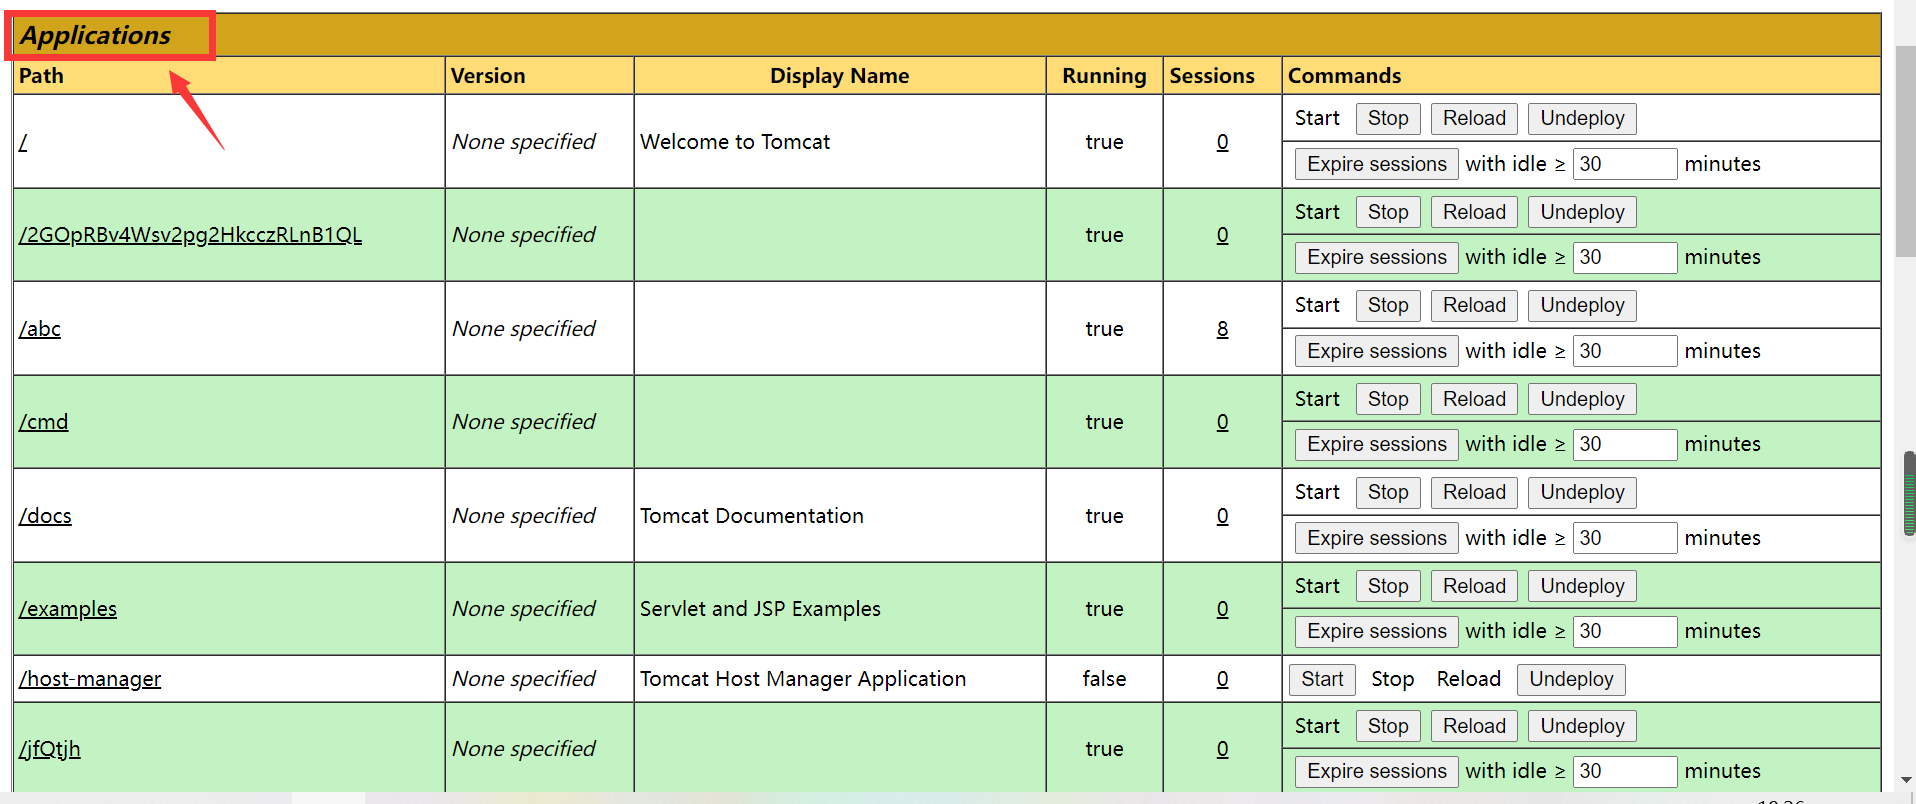 Applications
Path Version Display Name Running Sessions Commands
/ None specified Welcome to Tomcat true 0 Start Stop Reload Undeploy
Expire sessions with idle ≥ 30 minutes
/2GOpRBv4Wsv2pg2HkcczRLnB1QL None specified true 0 Start Stop Reload Undeploy
Expire sessions with idle ≥ 30 minutes
/abc None specified true 8 Start Stop Reload Undeploy
Expire sessions with idle ≥ 30 minutes
/cmd None specified true 0 Start Stop Reload Undeploy
Expire sessions with idle ≥ 30 minutes
/docs None specified Tomcat Documentation true 0 Start Stop Reload Undeploy
Expire sessions with idle ≥ 30 minutes
/examples None specified Servlet and JSP Examples true 0 Start Stop Reload Undeploy
Expire sessions with idle ≥ 30 minutes
/host-manager None specified Tomcat Host Manager Application false 0 Start Stop Reload Undeploy
/jfQtjh None specified true 0 Start Stop Reload Undeploy
Expire sessions with idle ≥ 30 minutes